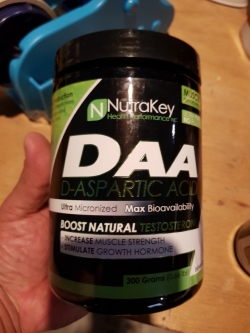 NutraKey
Health Performance INC
DAA
D-ASPARTIC ACID
Ultra Micronized
Max Bioavailability
BOOST NATURAL TESTOSTERONE
INCREASE MUSCLE STRENGTH
STIMULATE GROWTH HORMONE
300 Grams